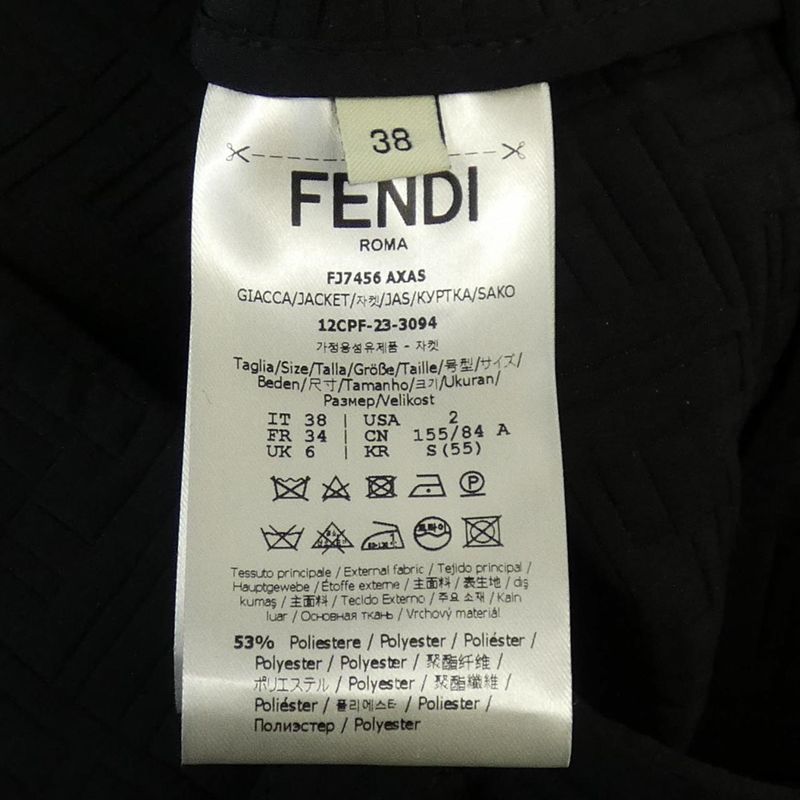 38
FENDI
ROMA
FJ7456 AXAS
GIACCA/JACKET/자켓/JAS/КУРТКА/SAKO
12CPF-23-3094
가정용섬유제품 - 자켓
Taglia/Size/Talla/Größe/Taille/号型/サイズ/
Beden/尺寸/Tamanho/크기/Ukuran/
Размер/Velikost
IT 38 | USA 2
FR 34 | CN 155/84 A
UK 6 | KR S(55)
P
드라이
Tessuto principale / External fabric / Tejido principal /
Hauptgewebe / Étoffe externe / 主面料 / 表生地 / dış
kumaş / 主面料 / Tecido Externo / 주요 소재 / Kain
luar / Основная ткань / Vrchový materiál
53% Poliestere / Polyester / Poliéster /
Polyester / Polyester / 聚酯纤维 /
ポリエステル / Polyester / 聚酯纖維 /
Poliéster / 폴리에스터 / Poliester /
Полиэстер / Polyester